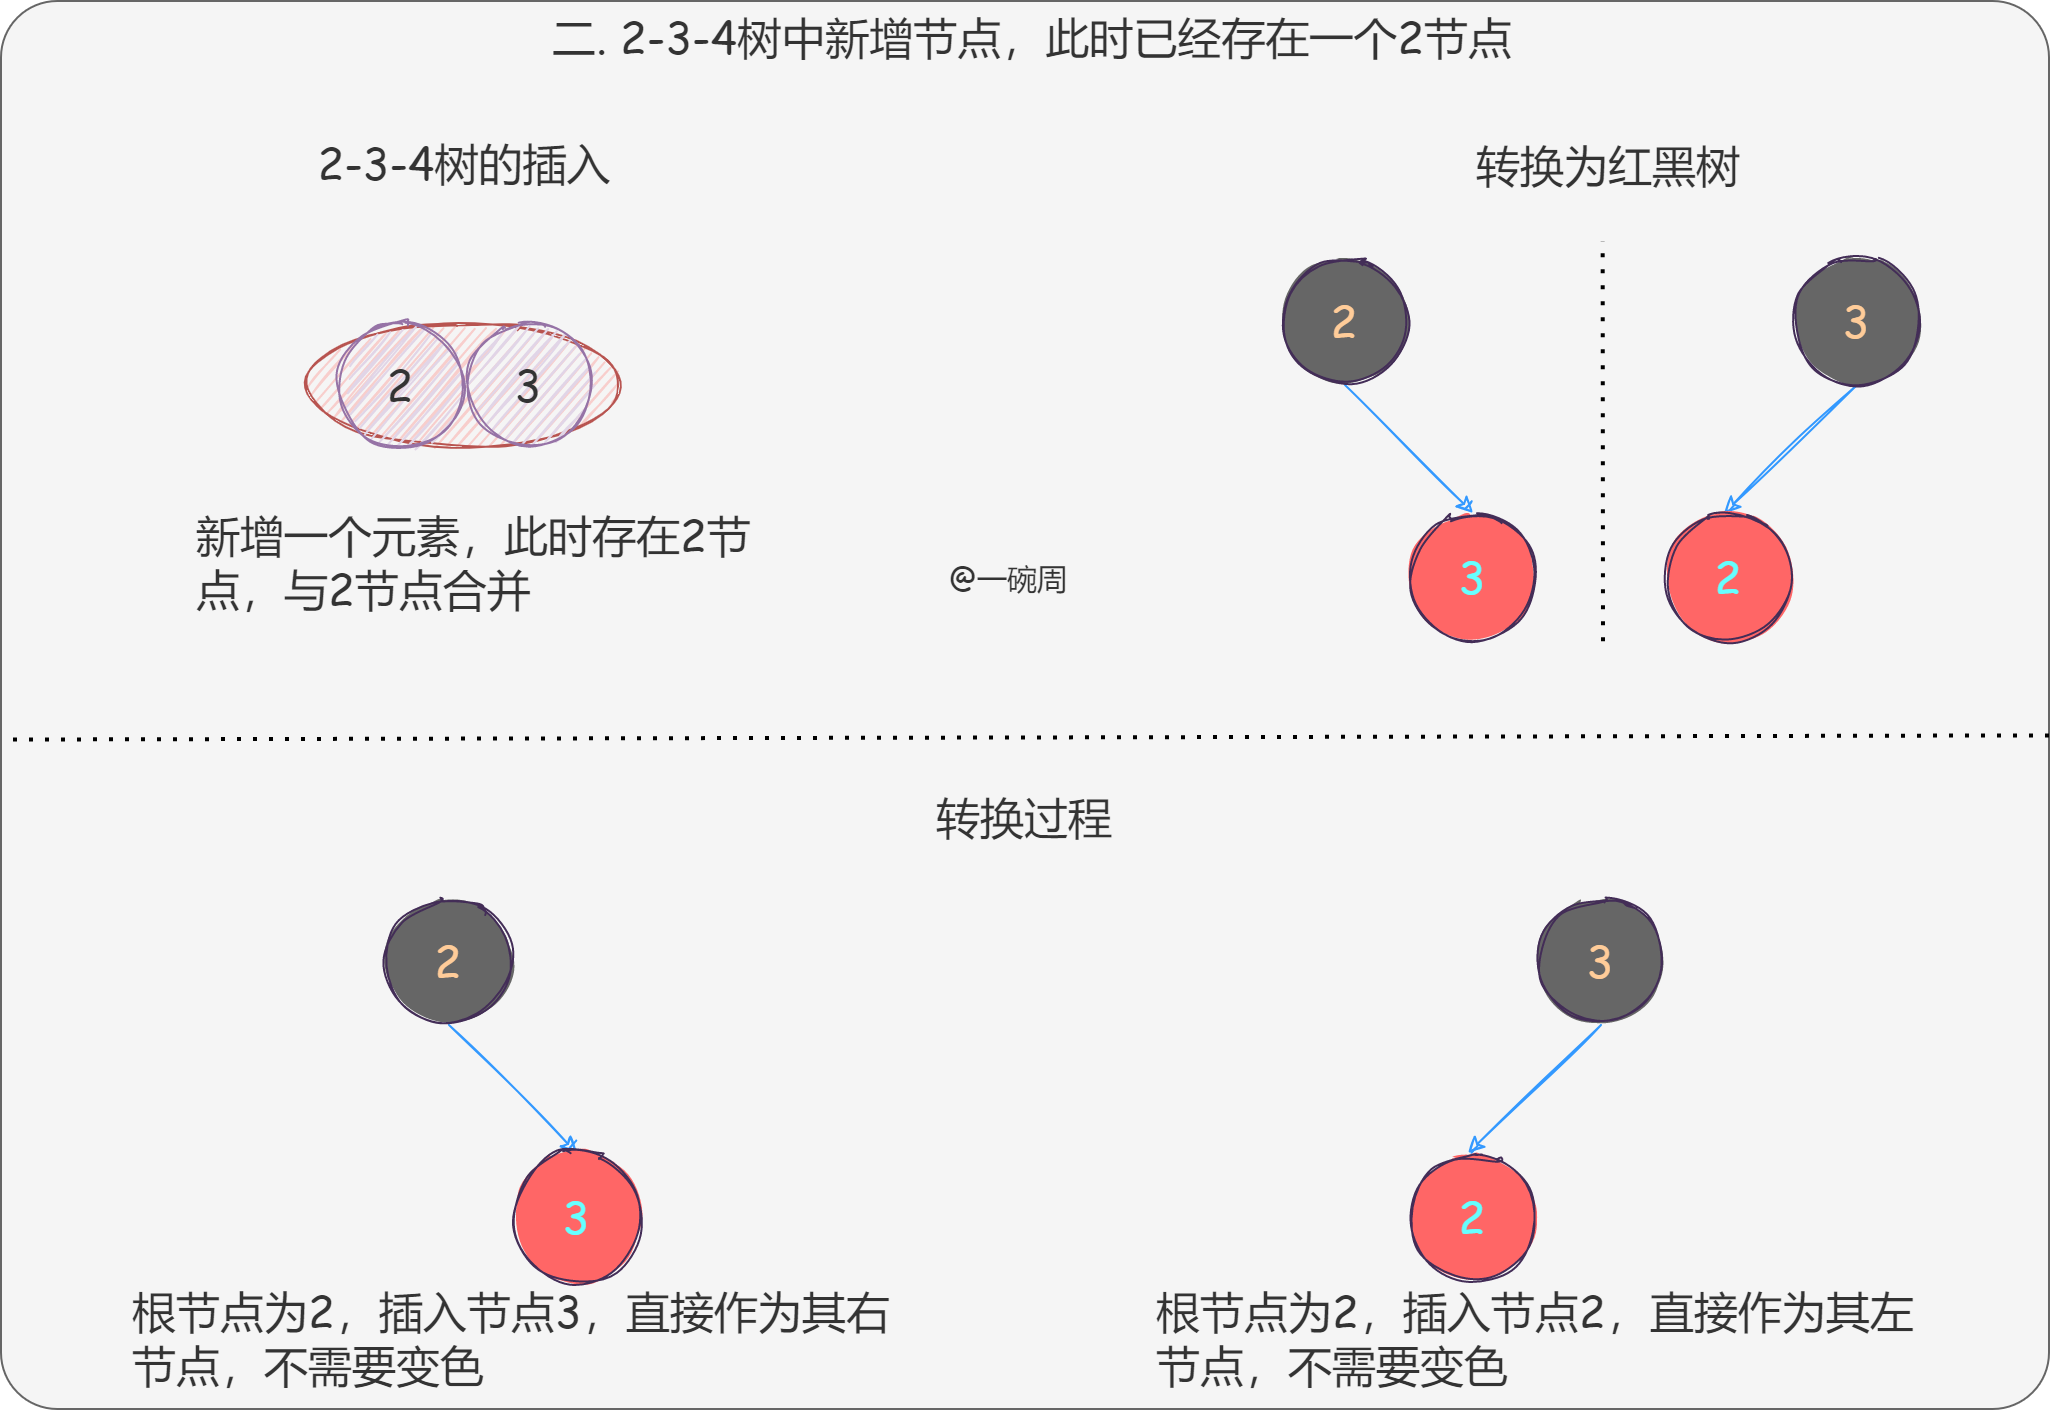 二. 2-3-4树中新增节点，此时已经存在一个2节点
2-3-4树的插入
转换为红黑树
2
3
2
3
新增一个元素，此时存在2节
点，与2节点合并
@一碗周
3
2
转换过程
2
3
3
2
根节点为2，插入节点3，直接作为其右
节点，不需要变色
根节点为2，插入节点2，直接作为其左
节点，不需要变色